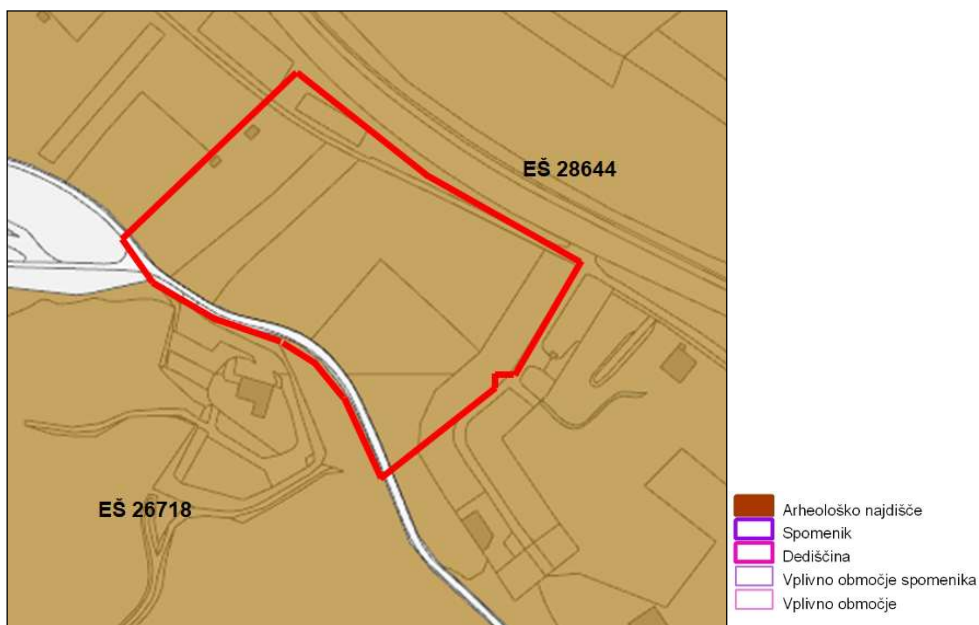 EŠ 28644
EŠ 26718
Arheološko najdišče
Spomenik
Dediščina
Vplivno območje spomenika
Vplivno območje